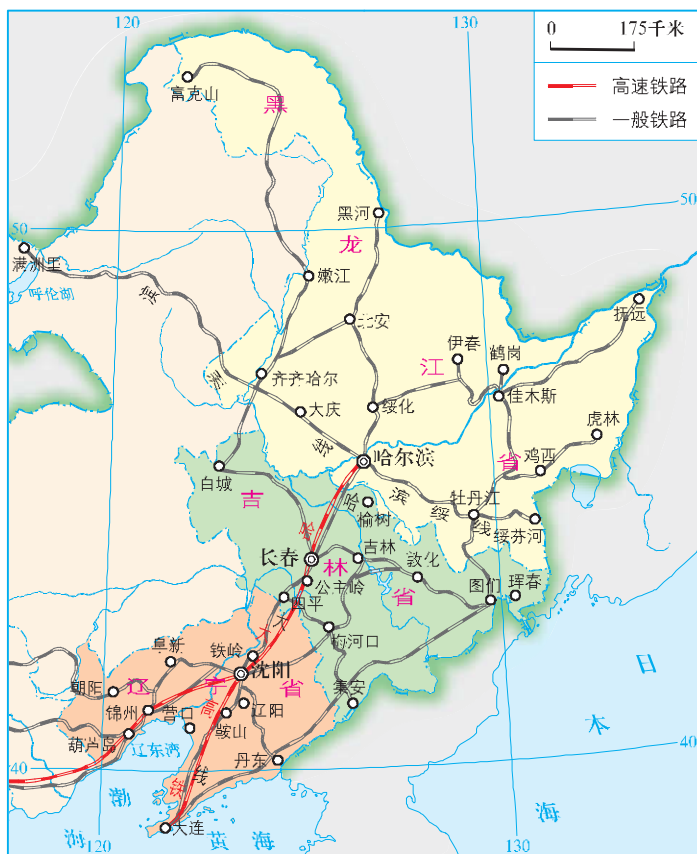 120
130
0
175千米
高速铁路
一般铁路
富克山
黑
黑河
50
50
龙
满洲里
呼伦湖
滨
嫩江
抚远
北安
伊春
鹤岗
江
洲
齐齐哈尔
大庆
绥化
佳木斯
虎林
线
哈尔滨
省
鸡西
白城
吉
哈
滨
绥
线
牡丹江
榆树
绥芬河
哈
长春
吉林
林
敦化
公主岭
省
图们
珲春
四平
大
大
梅河口
阜新
铁岭
沈阳
日
朝阳
辽
宁
省
集安
锦州
营口
高
辽阳
鞍山
本
葫芦岛
辽东湾
丹东
40
40
线
铁
渤
海
海
大连
黄海
120
130